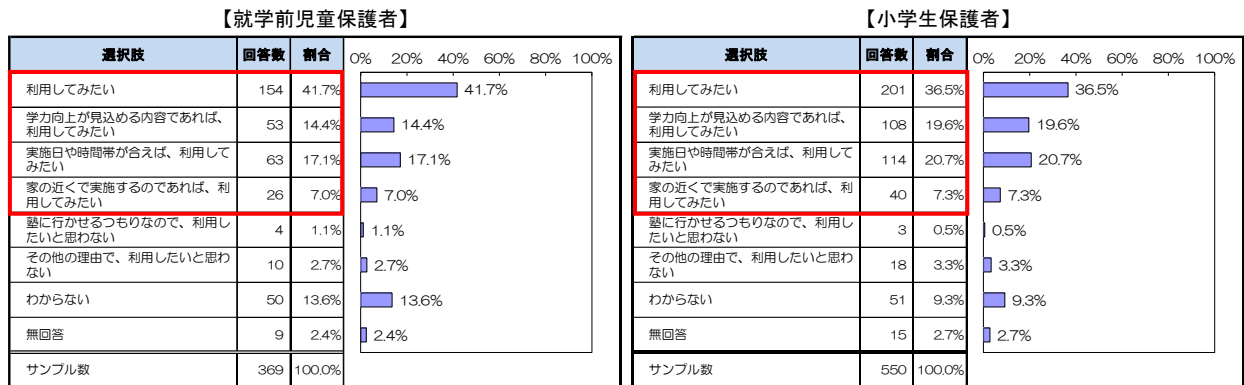 【就学前児童保護者】
選択肢 回答数 割合 0% 20% 40% 60% 80% 100%
利用してみたい 154 41.7% 41.7%
学力向上が見込める内容であれば、
利用してみたい 53 14.4% 14.4%
実施日や時間帯が合えば、利用して
みたい 63 17.1% 17.1%
家の近くで実施するのであれば、利
用してみたい 26 7.0% 7.0%
塾に行かせるつもりなので、利用し
たいと思わない 4 1.1% 1.1%
その他の理由で、利用したいと思わ
ない 10 2.7% 2.7%
わからない 50 13.6% 13.6%
無回答 9 2.4% 2.4%
サンプル数 369 100.0%
【小学生保護者】
選択肢 回答数 割合 0% 20% 40% 60% 80% 100%
利用してみたい 201 36.5% 36.5%
学力向上が見込める内容であれば、
利用してみたい 108 19.6% 19.6%
実施日や時間帯が合えば、利用して
みたい 114 20.7% 20.7%
家の近くで実施するのであれば、利
用してみたい 40 7.3% 7.3%
塾に行かせるつもりなので、利用し
たいと思わない 3 0.5% 0.5%
その他の理由で、利用したいと思わ
ない 18 3.3% 3.3%
わからない 51 9.3% 9.3%
無回答 15 2.7% 2.7%
サンプル数 550 100.0%